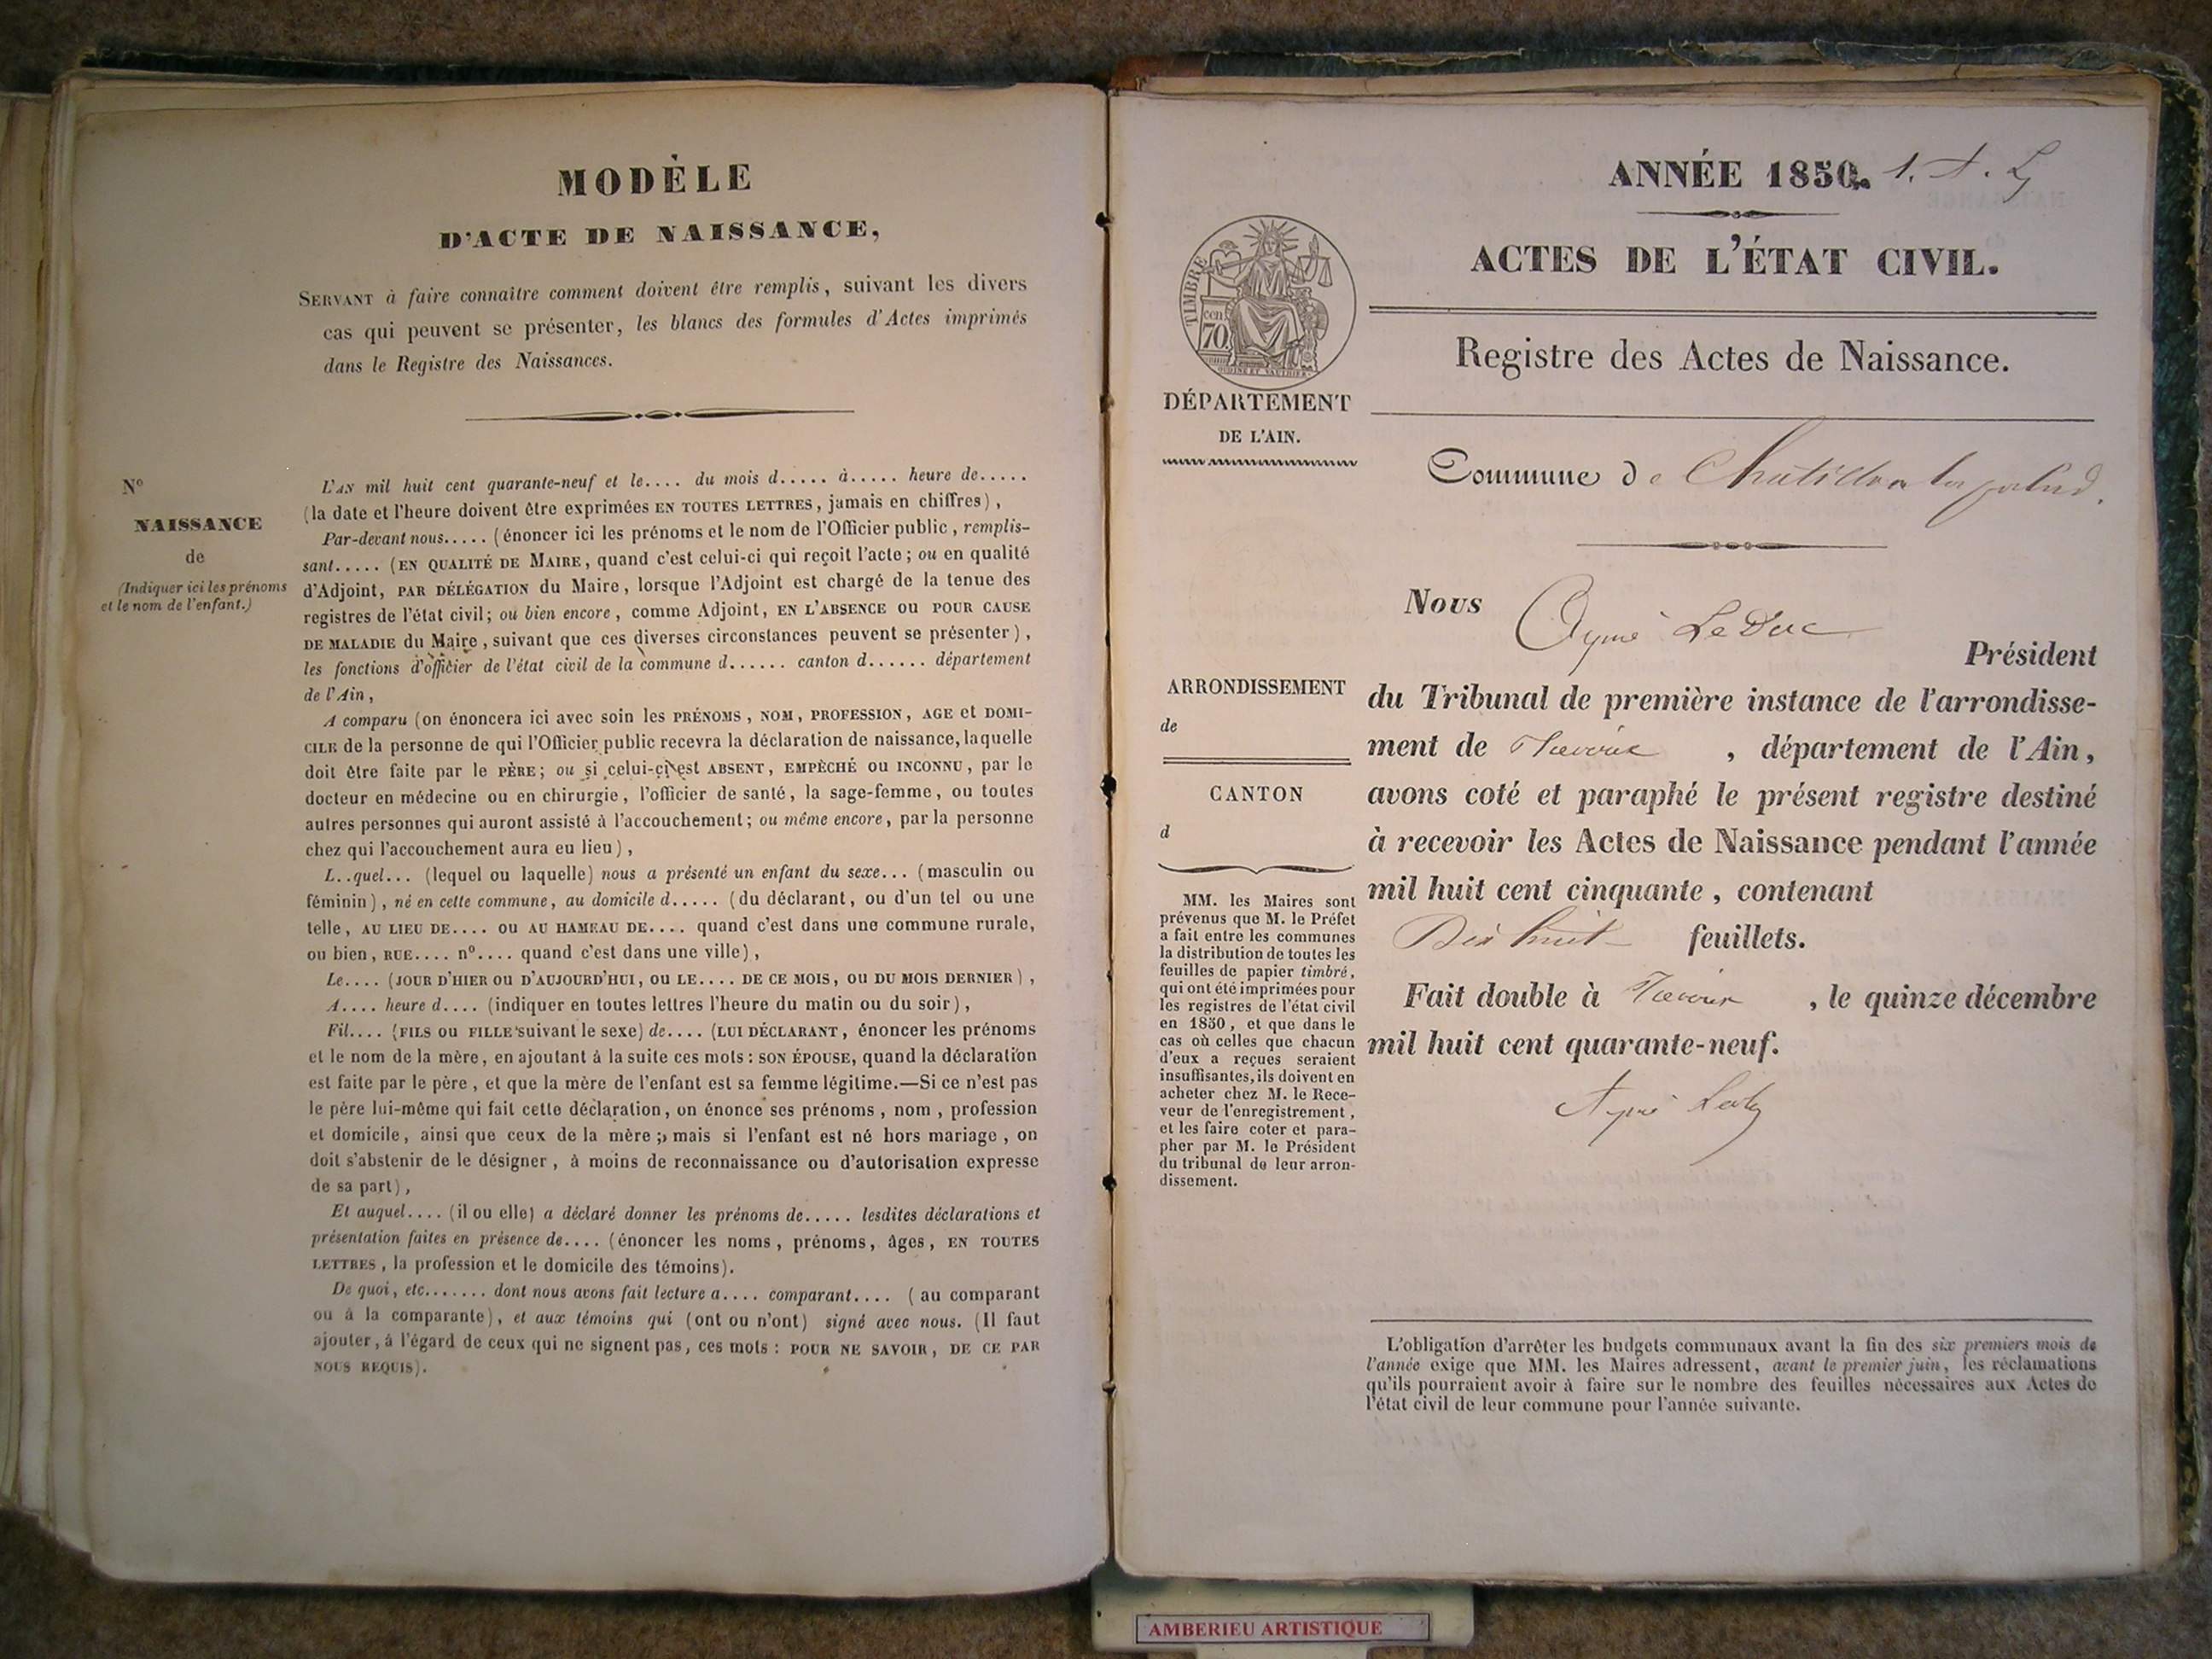 MODÈLE
D'ACTE DE NAISSANCE,
SERVANT à faire connaître comment doivent être remplis, suivant les divers
cas qui peuvent se présenter, les blancs des formules d'Actes imprimés
dans le Registre des Naissances.
N°
NAISSANCE
de
(Indiquer ici les prénoms
et le nom de l'enfant.)
L'AN mil huit cent quarante-neuf et le.... du mois d..... à..... heure de.....
(la date et l'heure doivent être exprimées EN TOUTES LETTRES, jamais en chiffres),
Par-devant nous..... (énoncer ici les prénoms et le nom de l'Officier public, remplis-
sant..... (EN QUALITÉ DE MAIRE, quand c'est celui-ci qui reçoit l'acte; ou en qualité
d'Adjoint, PAR DÉLÉGATION du Maire, lorsque l'Adjoint est chargé de la tenue des
registres de l'état civil; ou bien encore, comme Adjoint, EN L'ABSENCE OU POUR CAUSE
DE MALADIE du Maire, suivant que ces diverses circonstances peuvent se présenter),
les fonctions d'officier de l'état civil de la commune d...... canton d...... département
de l'Ain,
A comparu (on énoncera ici avec soin les PRÉNOMS, NOM, PROFESSION, AGE et DOMI-
CILE de la personne de qui l'Officier public recevra la déclaration de naissance, laquelle
doit être faite par le PÈRE; ou si celui-ci est ABSENT, EMPÈCHÉ OU INCONNU, par le
docteur en médecine ou en chirurgie, l'officier de santé, la sage-femme, ou toutes
autres personnes qui auront assisté à l'accouchement; ou même encore, par la personne
chez qui l'accouchement aura eu lieu),
L..quel... (lequel ou laquelle) nous a présenté un enfant du sexe... (masculin ou
féminin), né en cette commune, au domicile d..... (du déclarant, ou d'un tel ou une
telle, AU LIEU DE.... OU AU HAMEAU DE.... quand c'est dans une commune rurale,
ou bien, RUE.... n°.... quand c'est dans une ville),
Le.... (JOUR D'HIER OU D'AUJOURD'HUI, OU LE.... DE CE MOIS, OU DU MOIS DERNIER),
A.... heure d.... (indiquer en toutes lettres l'heure du matin ou du soir),
Fil.... (FILS ou FILLE suivant le sexe) de.... (LUI DÉCLARANT, énoncer les prénoms
et le nom de la mère, en ajoutant à la suite ces mots: SON ÉPOUSE, quand la déclaration
est faite par le père, et que la mère de l'enfant est sa femme légitime.—Si ce n'est pas
le père lui-même qui fait cette déclaration, on énonce ses prénoms, nom, profession
et domicile, ainsi que ceux de la mère; mais si l'enfant est né hors mariage, on
doit s'abstenir de le désigner, à moins de reconnaissance ou d'autorisation expresse
de sa part),
Et auquel.... (il ou elle) a déclaré donner les prénoms de..... lesdites déclarations et
présentation faites en présence de.... (énoncer les noms, prénoms, âges, EN TOUTES
LETTRES, la profession et le domicile des témoins).
De quoi, etc....... dont nous avons fait lecture a.... comparant.... (au comparant
ou à la comparante), et aux témoins qui (ont ou n'ont) signé avec nous. (Il faut
ajouter, à l'égard de ceux qui ne signent pas, ces mots: POUR NE SAVOIR, DE CE PAR
NOUS REQUIS).
ANNÉE 1850.
ACTES DE L'ÉTAT CIVIL.
Registre des Actes de Naissance.
TIMBRE
70
cen
DÉPARTEMENT
DE L'AIN.
Commune de Chatillon la palud.
Nous Aymé LeDuc
Président
du Tribunal de première instance de l'arrondisse-
ment de Trévoux, département de l'Ain,
avons coté et paraphé le présent registre destiné
à recevoir les Actes de Naissance pendant l'année
mil huit cent cinquante, contenant
Dix huit feuillets.
Fait double à Trévoux, le quinze décembre
mil huit cent quarante-neuf.
ARRONDISSEMENT
de
CANTON
d
MM. les Maires sont
prévenus que M. le Préfet
a fait entre les communes
la distribution de toutes les
feuilles de papier timbré,
qui ont été imprimées pour
les registres de l'état civil
en 1850, et que dans le
cas où celles que chacun
d'eux a reçues seraient
insuffisantes, ils doivent en
acheter chez M. le Rece-
veur de l'enregistrement,
et les faire coter et para-
pher par M. le Président
du tribunal de leur arron-
dissement.
L'obligation d'arrêter les budgets communaux avant la fin des six premiers mois de
l'année exige que MM. les Maires adressent, avant le premier juin, les réclamations
qu'ils pourraient avoir à faire sur le nombre des feuilles nécessaires aux Actes de
l'état civil de leur commune pour l'année suivante.
AMBERIEU ARTISTIQUE